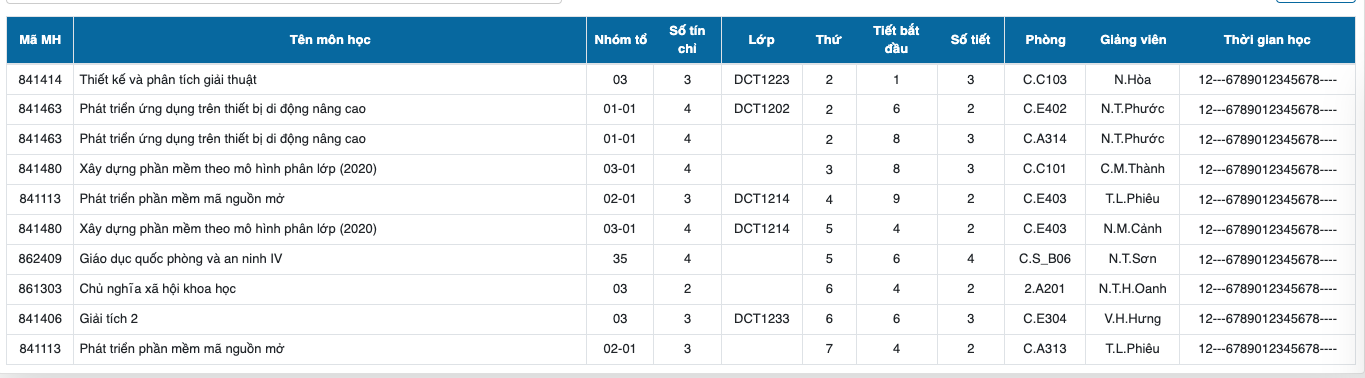 Mã MH Tên môn học Nhóm tổ Số tín chỉ Lớp Thứ Tiết bắt đầu Số tiết Phòng Giảng viên Thời gian học
841414 Thiết kế và phân tích giải thuật 03 3 DCT1223 2 1 3 C.C103 N.Hòa 12---6789012345678----
841463 Phát triển ứng dụng trên thiết bị di động nâng cao 01-01 4 DCT1202 2 6 2 C.E402 N.T.Phước 12---6789012345678----
841463 Phát triển ứng dụng trên thiết bị di động nâng cao 01-01 4 2 8 3 C.A314 N.T.Phước 12---6789012345678----
841480 Xây dựng phần mềm theo mô hình phân lớp (2020) 03-01 4 3 8 3 C.C101 C.M.Thành 12---6789012345678----
841113 Phát triển phần mềm mã nguồn mở 02-01 3 DCT1214 4 9 2 C.E403 T.L.Phiêu 12---6789012345678----
841480 Xây dựng phần mềm theo mô hình phân lớp (2020) 03-01 4 DCT1214 5 4 2 C.E403 N.M.Cảnh 12---6789012345678----
862409 Giáo dục quốc phòng và an ninh IV 35 4 5 6 4 C.S_B06 N.T.Sơn 12---6789012345678----
861303 Chủ nghĩa xã hội khoa học 03 2 6 4 2 2.A201 N.T.H.Oanh 12---6789012345678----
841406 Giải tích 2 03 3 DCT1233 6 6 3 C.E304 V.H.Hưng 12---6789012345678----
841113 Phát triển phần mềm mã nguồn mở 02-01 3 7 4 2 C.A313 T.L.Phiêu 12---6789012345678----